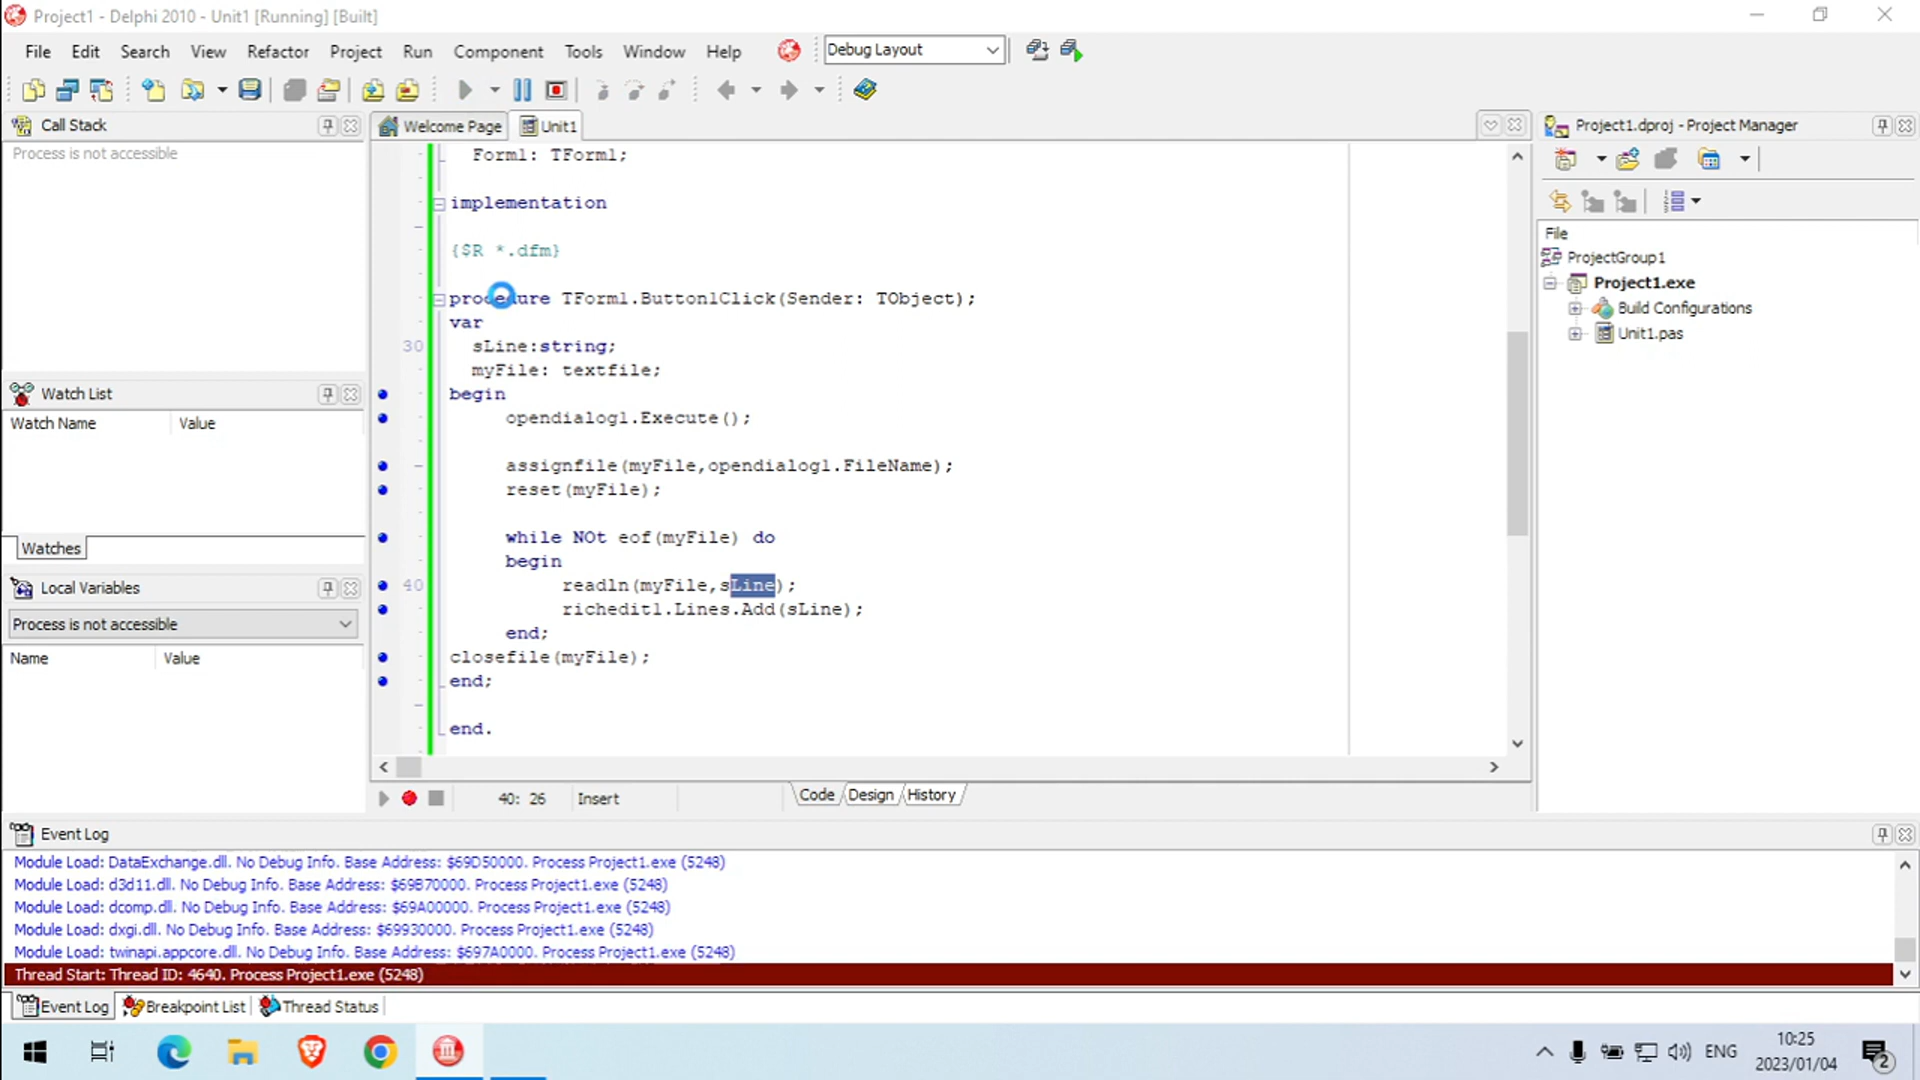 Project1 - Delphi 2010 - Unit1 [Running] [Built]
File Edit Search View Refactor Project Run Component Tools Window Help Debug Layout
Call Stack
Process is not accessible
Watch List
Watch Name Value
Watches
Local Variables
Process is not accessible
Name Value
Welcome Page Unit1
Form1: TForm1;
implementation
{$R *.dfm}
procedure TForm1.Button1Click(Sender: TObject);
var
30 sLine:string;
myFile: textfile;
begin
opendialog1.Execute();
assignfile(myFile,opendialog1.FileName);
reset(myFile);
while NOt eof(myFile) do
begin
40 readln(myFile,sLine);
richedit1.Lines.Add(sLine);
end;
closefile(myFile);
end;
end.
40: 26 Insert Code Design History
Project1.dproj - Project Manager
File
ProjectGroup1
Project1.exe
Build Configurations
Unit1.pas
Event Log
Module Load: DataExchange.dll. No Debug Info. Base Address: $69D50000. Process Project1.exe (5248)
Module Load: d3d11.dll. No Debug Info. Base Address: $69B70000. Process Project1.exe (5248)
Module Load: dcomp.dll. No Debug Info. Base Address: $69A00000. Process Project1.exe (5248)
Module Load: dxgi.dll. No Debug Info. Base Address: $69930000. Process Project1.exe (5248)
Module Load: twinapi.appcore.dll. No Debug Info. Base Address: $697A0000. Process Project1.exe (5248)
Thread Start: Thread ID: 4640. Process Project1.exe (5248)
Event Log Breakpoint List Thread Status
ENG
10:25
2023/01/04
2